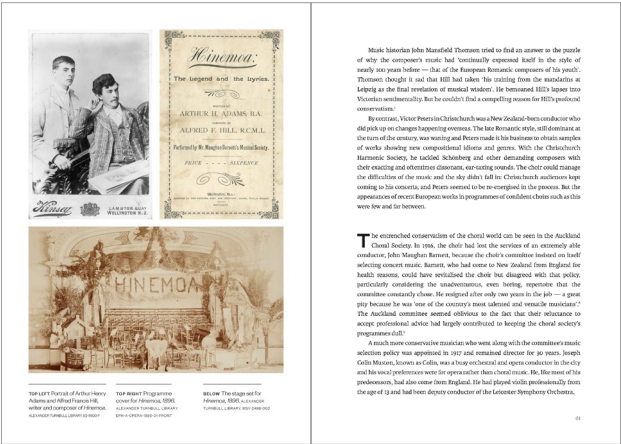 Hinemoa:
The Legend and the Lyrics.
ARTHUR H. ADAMS, B.A.
ALFRED F. HILL, R.C.M.L.
Performed by Mr. Maughan Barnett's Musical Society.
PRICE SIXPENCE
Kinsey
LAMBTON QUAY
WELLINGTON N.Z.
HINEMOA
TOP LEFT Portrait of Arthur Henry
Adams and Alfred Francis Hill,
writer and composer of Hinemoa.
ALEXANDER TURNBULL LIBRARY,
TOP RIGHT Programme
cover for Hinemoa, 1896.
ALEXANDER TURNBULL LIBRARY,
BELOW The stage set for
Hinemoa, 1896. ALEXANDER
TURNBULL LIBRARY,
Music historian John Mansfield Thomson tried to find an answer to the puzzle
of why the composer's music had 'continually expressed itself in the style of
nearly 100 years before — that of the European Romantic composers of his youth'.
Thomson thought it sad that Hill had taken 'his training from the mandarins at
Leipzig as the final revelation of musical wisdom'. He bemoaned Hill's lapses into
Victorian sentimentality. But he couldn't find a compelling reason for Hill's profound
conservatism.
By contrast, Victor Peters in Christchurch was a New Zealand-born conductor who
did pick up on changes happening overseas. The late Romantic style, still dominant at
the turn of the century, was waning and Peters made it his business to obtain samples
of works showing new compositional idioms and genres. With the Christchurch
Harmonic Society, he tackled Schönberg and other demanding composers with
their exacting and oftentimes dissonant, ear-taxing sounds. The choir could manage
the difficulties of the music and the sky didn't fall in: Christchurch audiences kept
coming to his concerts, and Peters seemed to be re-energised in the process. But the
appearances of recent European works in programmes of confident choirs such as this
were few and far between.
The entrenched conservatism of the choral world can be seen in the Auckland
Choral Society. In 1916, the choir had lost the services of an extremely able
conductor, John Maughan Barnett, because the choir's committee insisted on itself
selecting concert music. Barnett, who had come to New Zealand from England for
health reasons, could have revitalised the choir but disagreed with that policy,
particularly considering the unadventurous, even boring, repertoire that the
committee constantly chose. He resigned after only two years in the job — a great
pity because he was 'one of the country's most talented and versatile musicians'.
The Auckland committee seemed oblivious to the fact that their reluctance to
accept professional advice had largely contributed to keeping the choral society's
programmes dull.
A much more conservative musician who went along with the committee's music
selection policy was appointed in 1917 and remained director for 30 years. Joseph
Colin Muston, known as Colin, was a busy orchestral and opera conductor in the city
and his vocal preferences were for opera rather than choral music. He, like most of his
predecessors, had also come from England. He had played violin professionally from
the age of 13 and had been deputy conductor of the Leicester Symphony Orchestra.